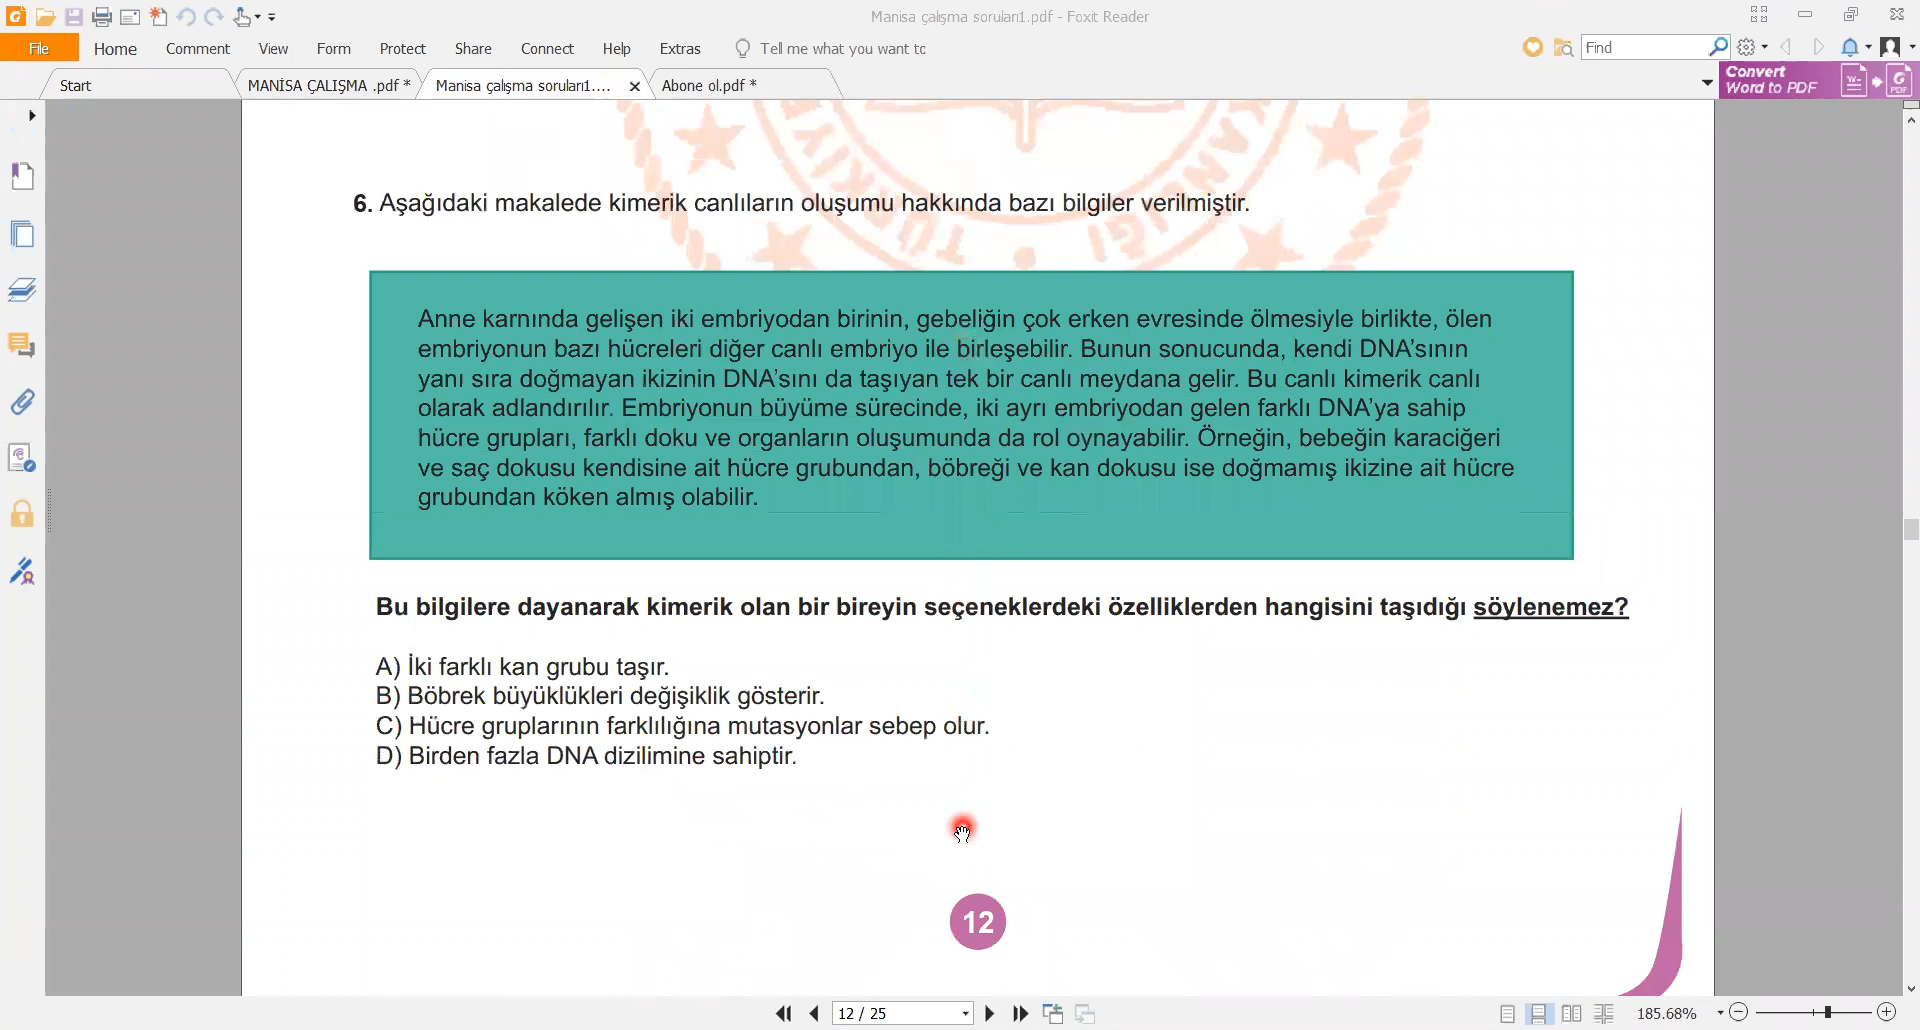 Manisa çalışma soruları1.pdf - Foxit Reader
File Home Comment View Form Protect Share Connect Help Extras Tell me what you want to
Find
Start MANİSA ÇALIŞMA .pdf * Manisa çalışma soruları1.... Abone ol.pdf *
Convert
Word to PDF
PDF
TÜRKİY
KANLIĞI
6. Aşağıdaki makalede kimerik canlıların oluşumu hakkında bazı bilgiler verilmiştir.
Anne karnında gelişen iki embriyodan birinin, gebeliğin çok erken evresinde ölmesiyle birlikte, ölen
embriyonun bazı hücreleri diğer canlı embriyo ile birleşebilir. Bunun sonucunda, kendi DNA’sının
yanı sıra doğmayan ikizinin DNA’sını da taşıyan tek bir canlı meydana gelir. Bu canlı kimerik canlı
olarak adlandırılır. Embriyonun büyüme sürecinde, iki ayrı embriyodan gelen farklı DNA’ya sahip
hücre grupları, farklı doku ve organların oluşumunda da rol oynayabilir. Örneğin, bebeğin karaciğeri
ve saç dokusu kendisine ait hücre grubundan, böbreği ve kan dokusu ise doğmamış ikizine ait hücre
grubundan köken almış olabilir.
Bu bilgilere dayanarak kimerik olan bir bireyin seçeneklerdeki özelliklerden hangisini taşıdığı söylenemez?
A) İki farklı kan grubu taşır.
B) Böbrek büyüklükleri değişiklik gösterir.
C) Hücre gruplarının farklılığına mutasyonlar sebep olur.
D) Birden fazla DNA dizilimine sahiptir.
12
12 / 25
185.68%